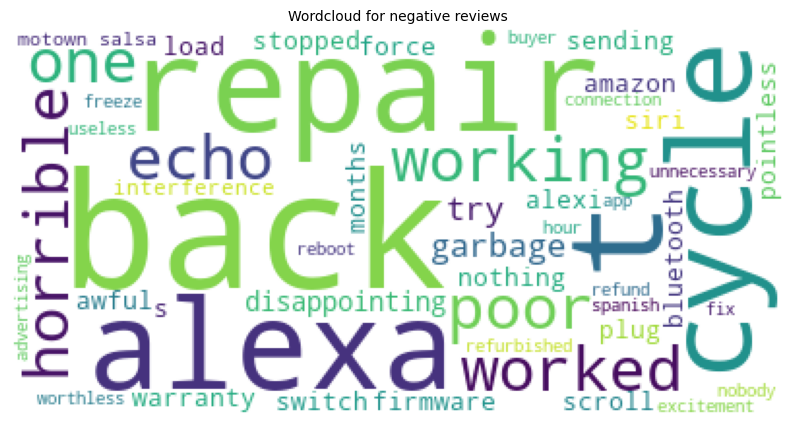 Wordcloud for negative reviews
motown salsa
load
stopped
force
buyer
sending
one
repair
cycle
amazon
freeze
connection
pointless
useless
siri
horrible
echo
working
unnecessary
interference
months
try
alexi
app
t
bluetooth
back
hour
reboot
garbage
nothing
refund
advertising
awful
s
disappointing
poor
spanish
fix
plug
alexa
refurbished
worked
nobody
worthless
warranty
switch
firmware
scroll
excitement